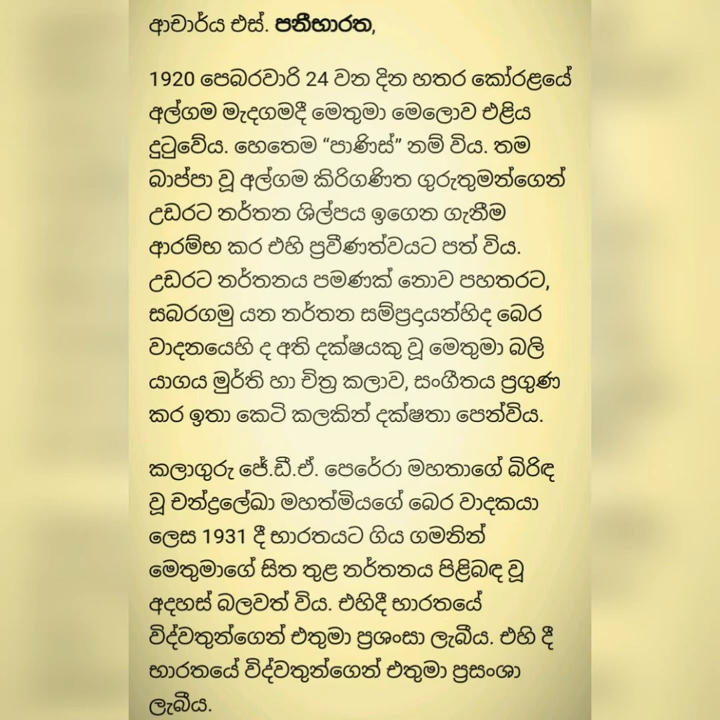 ආචාර්ය එස්. පනීභාරත,
1920 පෙබරවාරි 24 වන දින හතර කෝරළයේ
අල්ගම මැදගමදී මෙතුමා මෙලොව එළිය
දුටුවේය. හෙතෙම “පාණිස්” නම් විය. තම
බාප්පා වූ අල්ගම කිරිගණිත ගුරුතුමන්ගෙන්
උඩරට නර්තන ශිල්පය ඉගෙන ගැනීම
ආරම්භ කර එහි ප්‍රවීණත්වයට පත් විය.
උඩරට නර්තනය පමණක් නොව පහතරට,
සබරගමු යන නර්තන සම්ප්‍රදායන්හිද බෙර
වාදනයෙහි ද අති දක්ෂයකු වූ මෙතුමා බලි
යාගය මුර්ති හා චිත්‍ර කලාව, සංගීතය ප්‍රගුණ
කර ඉතා කෙටි කලකින් දක්ෂතා පෙන්විය.
කලාගුරු ජේ.ඩී.ඒ. පෙරේරා මහතාගේ බිරිඳ
වූ චන්ද්‍රලේඛා මහත්මියගේ බෙර වාදකයා
ලෙස 1931 දී භාරතයට ගිය ගමනින්
මෙතුමාගේ සිත තුළ නර්තනය පිළිබඳ වූ
අදහස් බලවත් විය. එහිදී භාරතයේ
විද්වතුන්ගෙන් එතුමා ප්‍රශංසා ලැබීය. එහි දී
භාරතයේ විද්වතුන්ගෙන් එතුමා ප්‍රසංශා
ලැබීය.